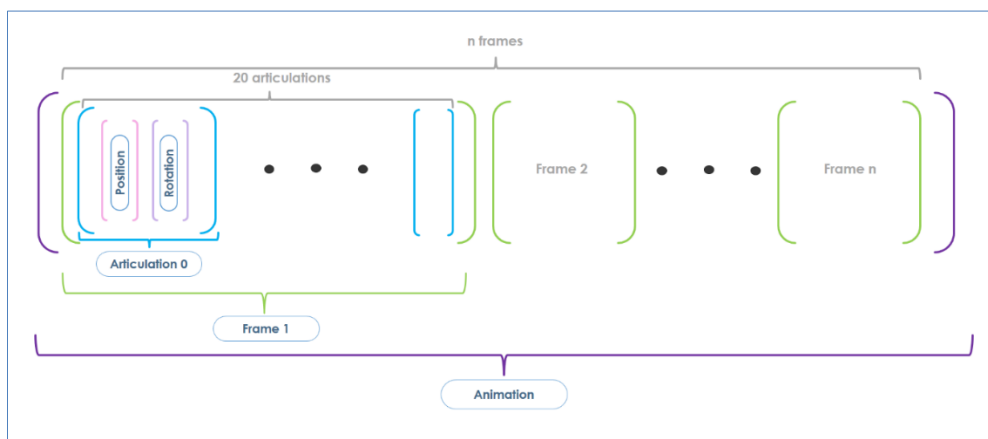 n frames
20 articulations
Position
Rotation
Frame 2
Frame n
Articulation 0
Frame 1
Animation